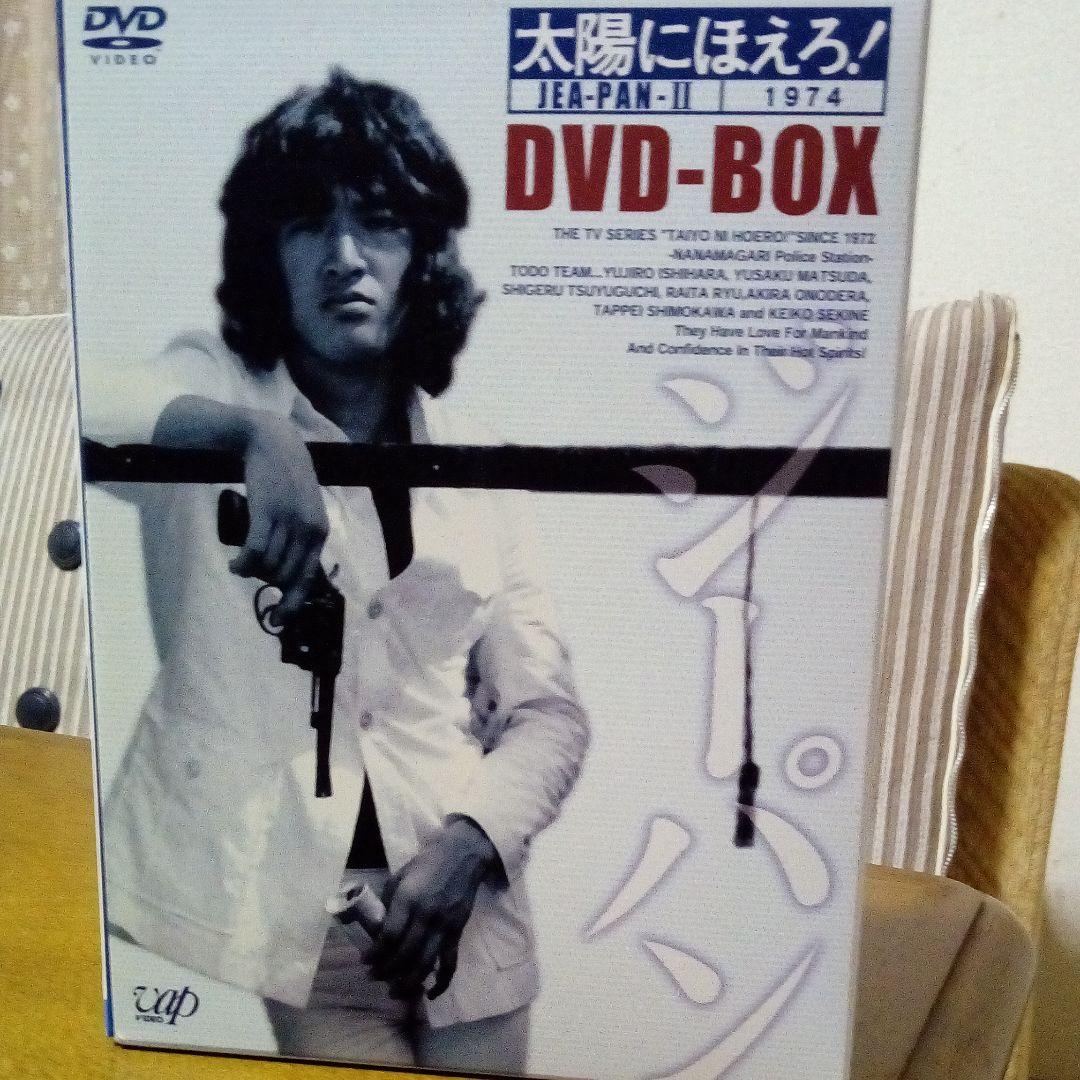 DVD
VIDEO
太陽にほえろ!
JEA-PAN-II 1974
DVD-BOX
THE TV SERIES "TAIYO NI HOERO!"SINCE 1972
-NANAMAGARI Police Station-
TODO TEAM...YUJIRO ISHIHARA, YUSAKU MATSUDA,
SHIGERU TSUYUGUCHI, RAITA RYU,AKIRA ONODERA,
TAPPEI SHIMOKAWA and KEIKO SEKINE
They Have Love For Mankind
And Confidence In Their Hot Spirits!
ジーパン
vap
VIDEO